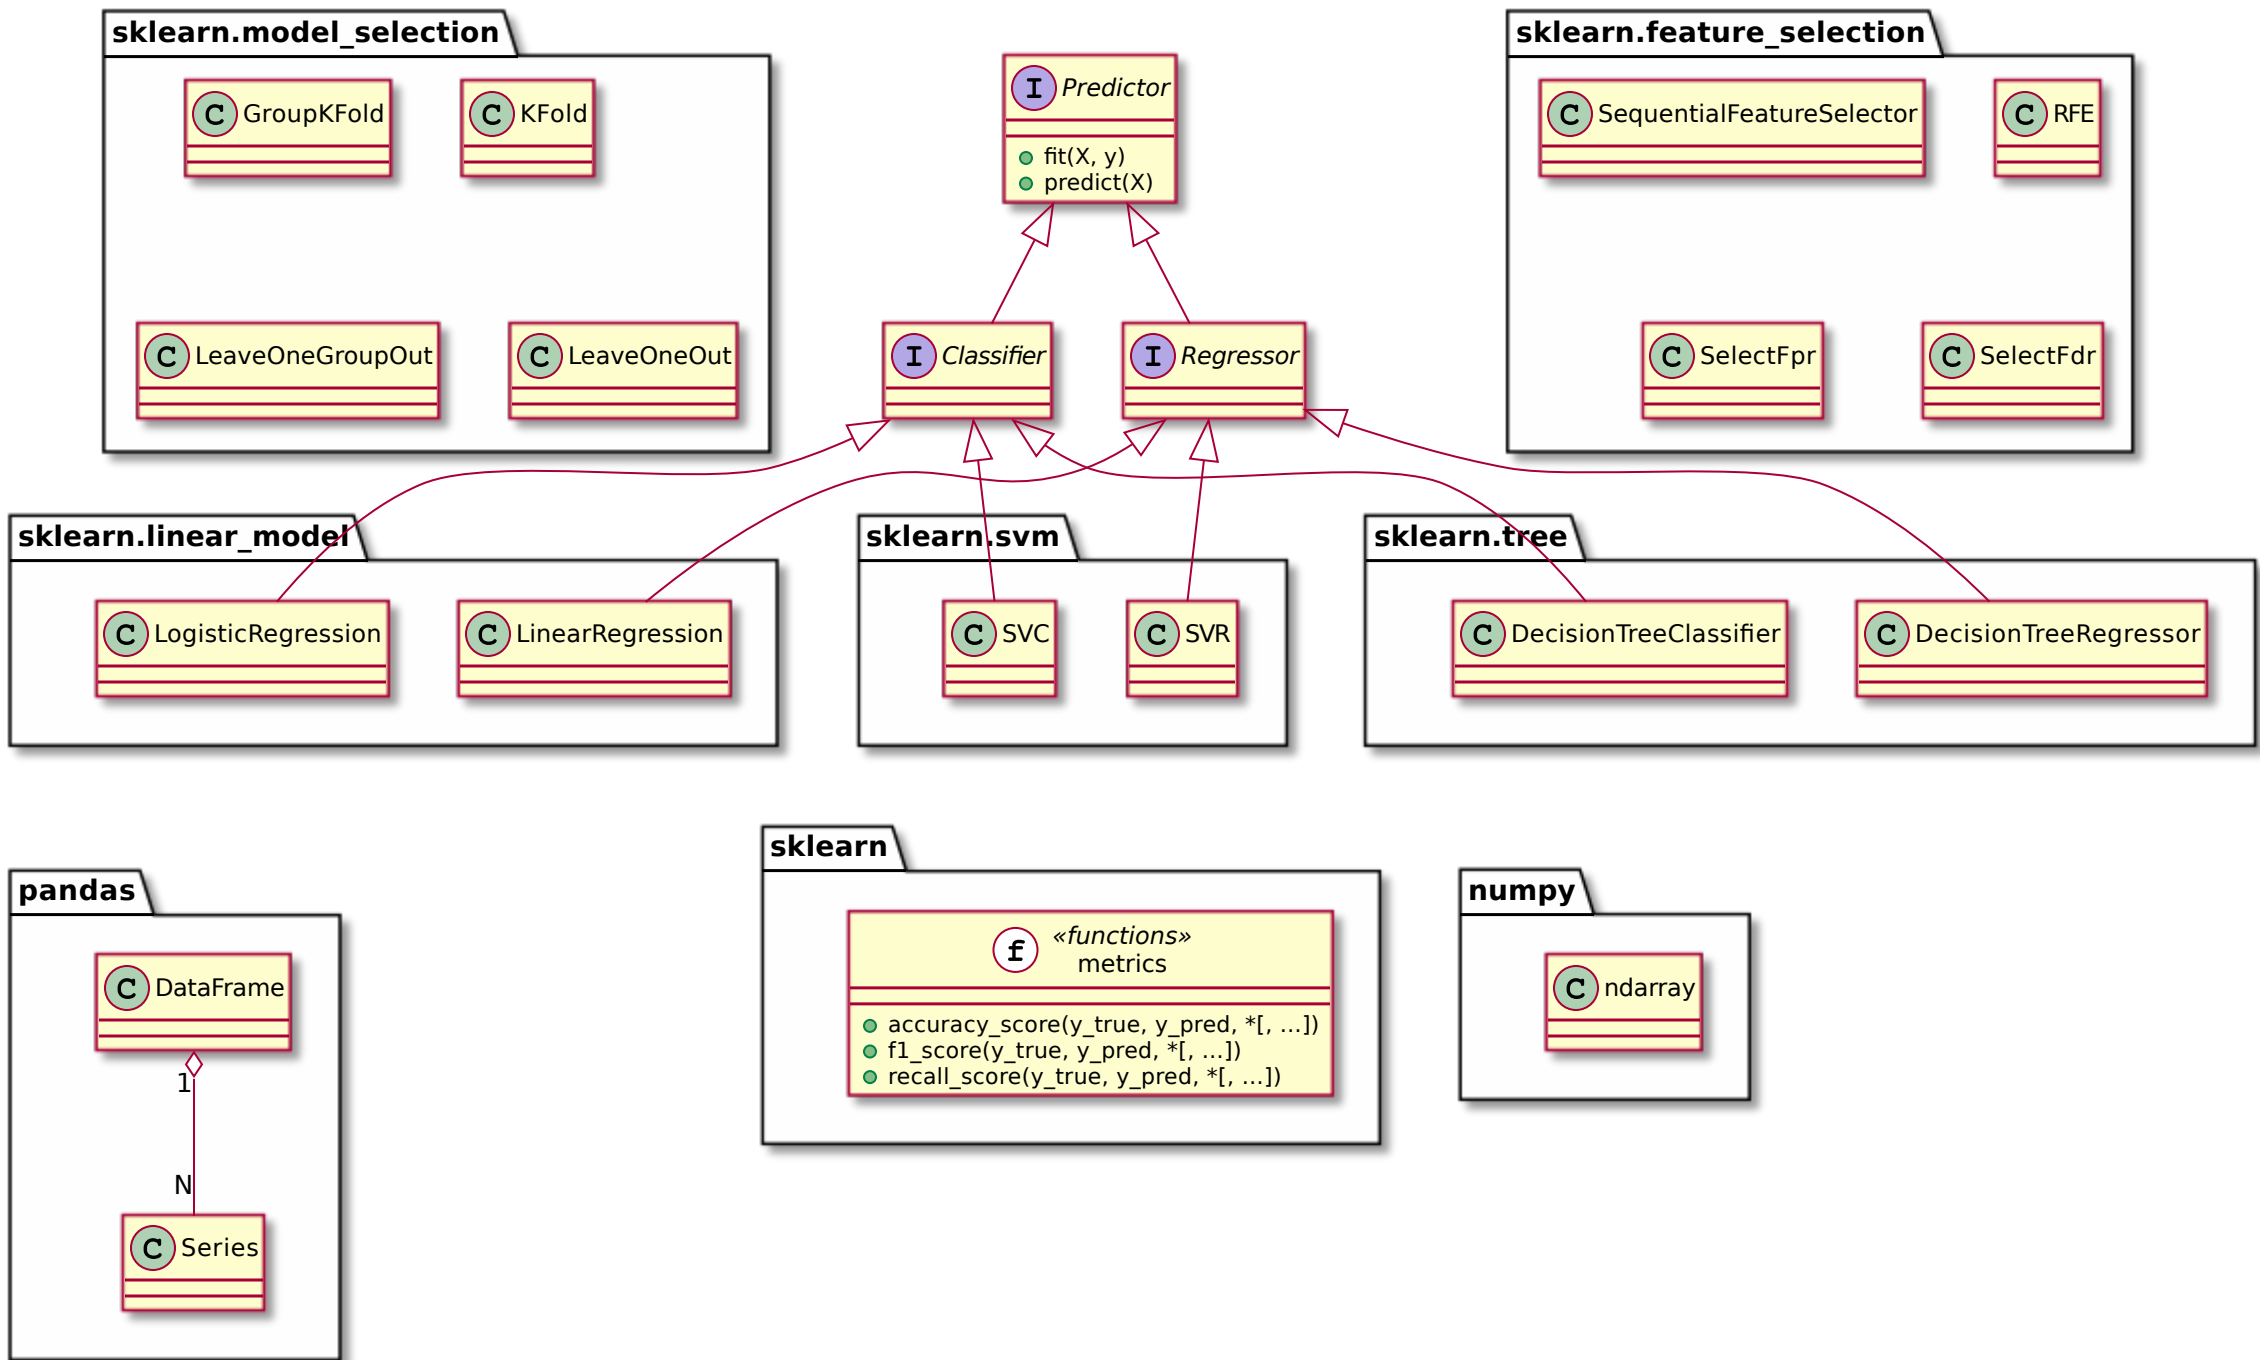 sklearn.model_selection
C GroupKFold
C KFold
C LeaveOneGroupOut
C LeaveOneOut
I Predictor
fit(X, y)
predict(X)
I Classifier
I Regressor
sklearn.feature_selection
C SequentialFeatureSelector
C RFE
C SelectFpr
C SelectFdr
sklearn.linear_model
C LogisticRegression
C LinearRegression
sklearn.svm
C SVC
C SVR
sklearn.tree
C DecisionTreeClassifier
C DecisionTreeRegressor
pandas
C DataFrame
1
N
C Series
sklearn
f «functions»
metrics
accuracy_score(y_true, y_pred, *[, ...])
f1_score(y_true, y_pred, *[, ...])
recall_score(y_true, y_pred, *[, ...])
numpy
C ndarray